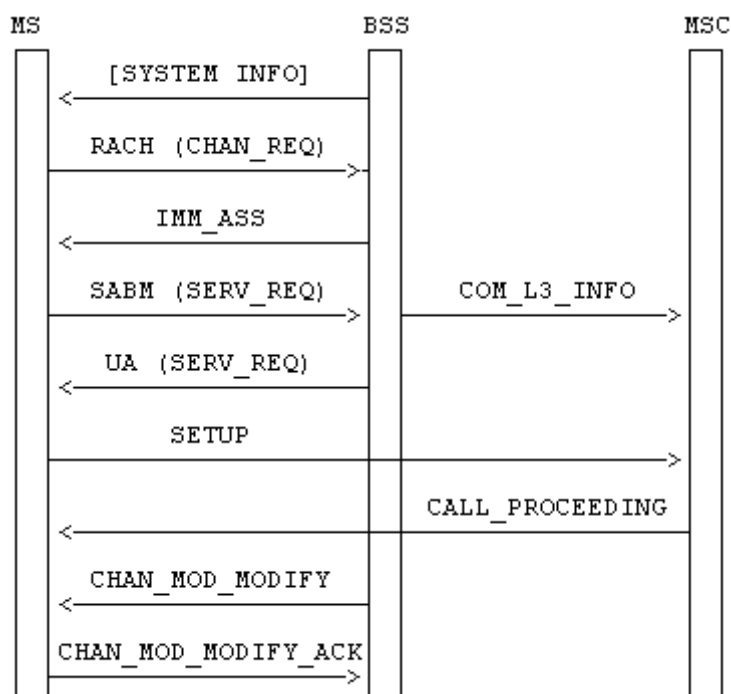 MS BSS MSC
[SYSTEM INFO]
RACH (CHAN_REQ)
IMM_ASS
SABM (SERV_REQ) COM_L3_INFO
UA (SERV_REQ)
SETUP
CALL_PROCEEDING
CHAN_MOD_MODIFY
CHAN_MOD_MODIFY_ACK